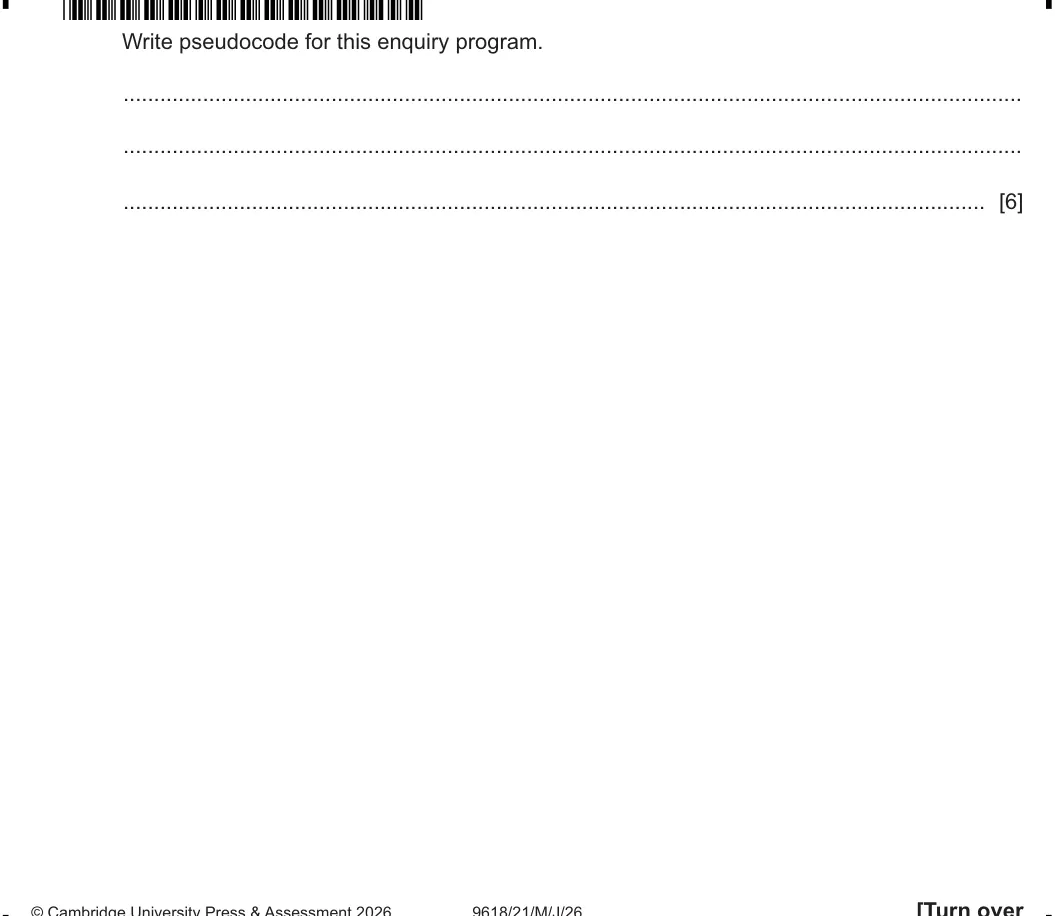 Write pseudocode for this enquiry program.
..........................................................................................................................................................
..........................................................................................................................................................
.................................................................................................................................................... [6]
© Cambridge University Press & Assessment 2026 9618/21/M/J/26 [Turn over